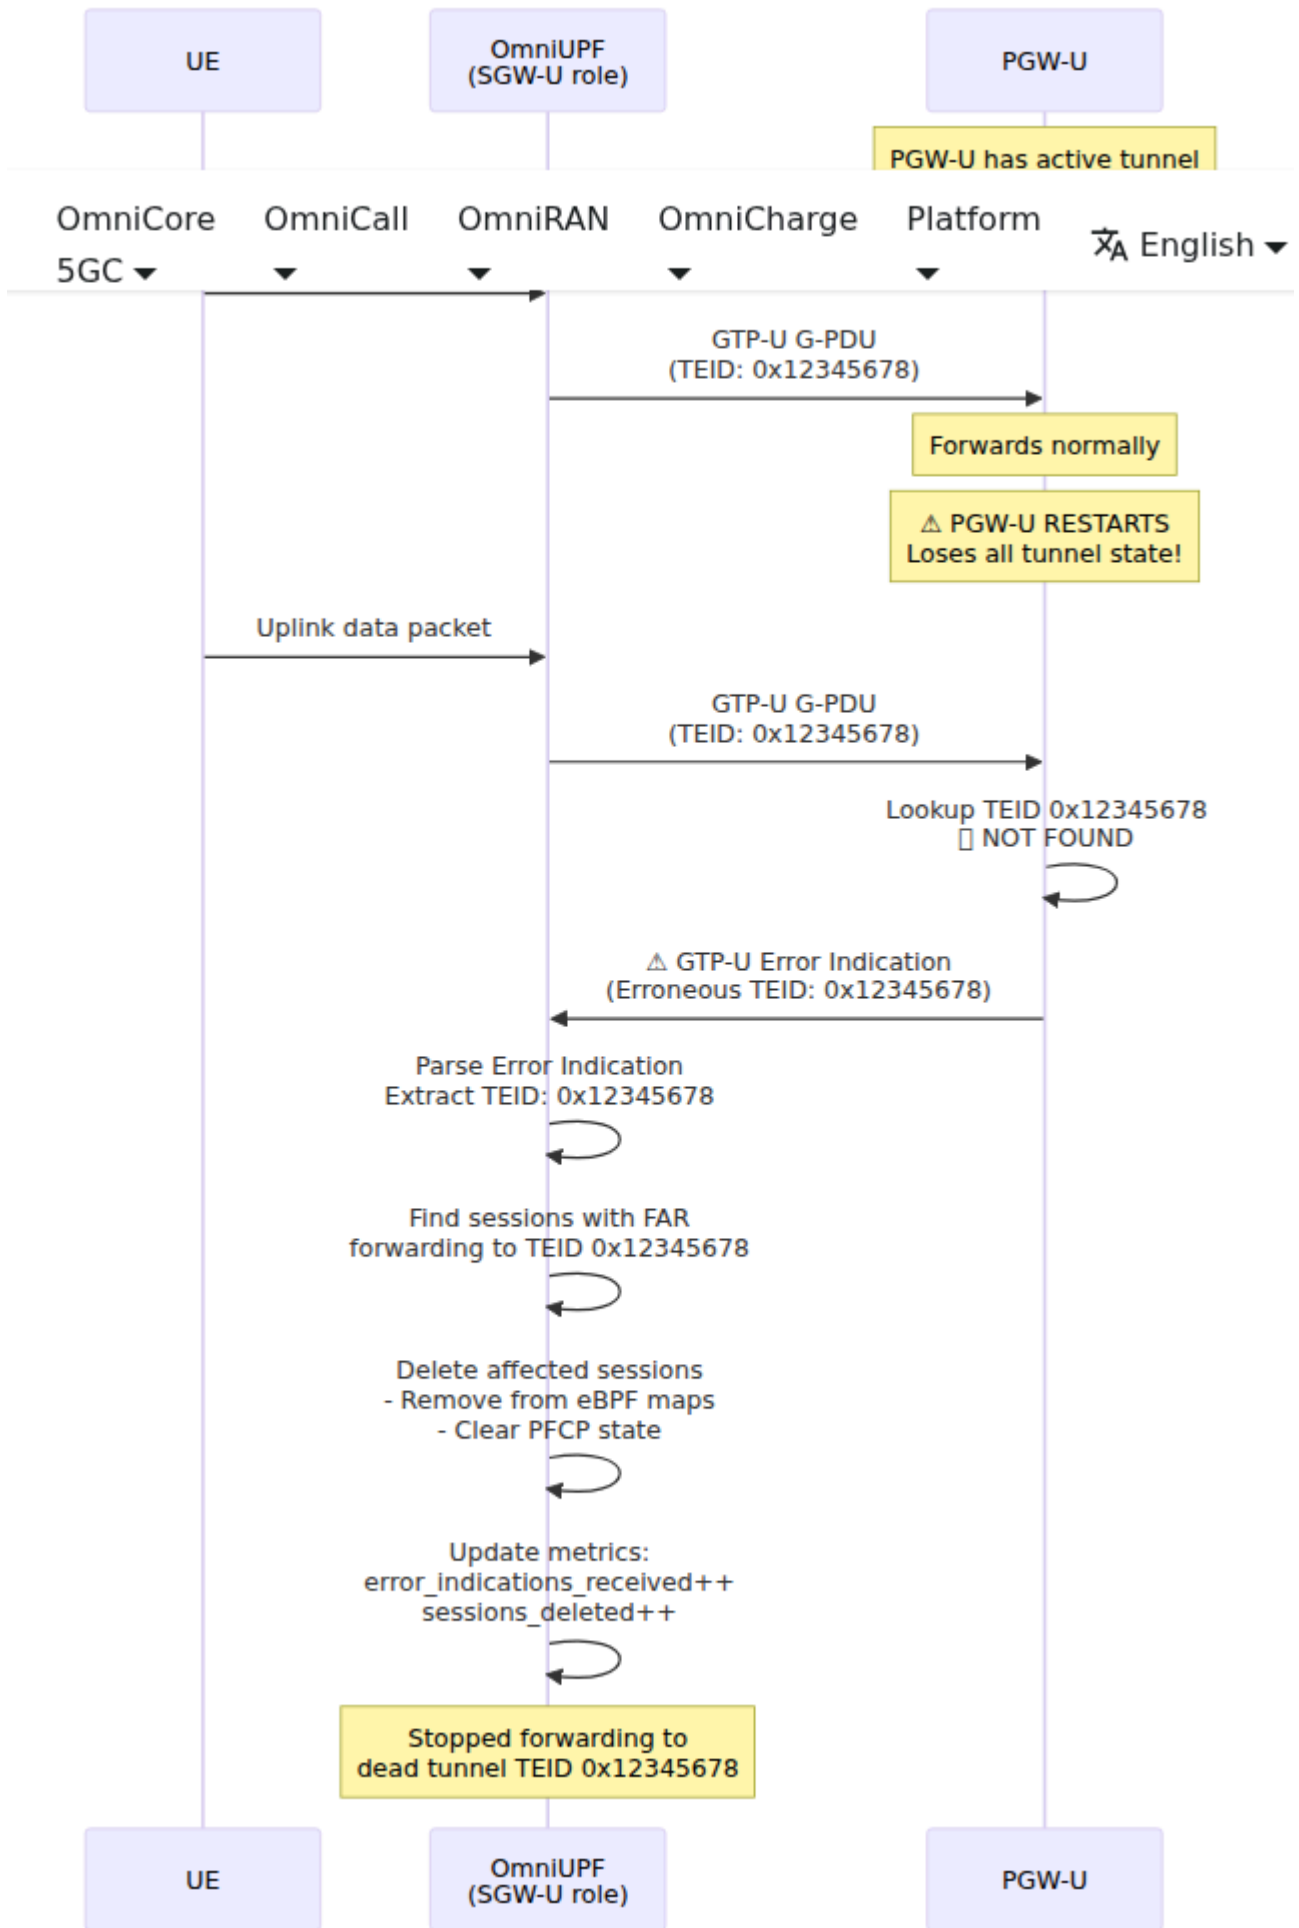 UE
OmniUPF
(SGW-U role)
PGW-U
PGW-U has active tunnel
OmniCore
5GC
OmniCall
OmniRAN
OmniCharge
Platform
English
GTP-U G-PDU
(TEID: 0x12345678)
Forwards normally
⚠ PGW-U RESTARTS
Loses all tunnel state!
Uplink data packet
GTP-U G-PDU
(TEID: 0x12345678)
Lookup TEID 0x12345678
NOT FOUND
⚠ GTP-U Error Indication
(Erroneous TEID: 0x12345678)
Parse Error Indication
Extract TEID: 0x12345678
Find sessions with FAR
forwarding to TEID 0x12345678
Delete affected sessions
- Remove from eBPF maps
- Clear PFCP state
Update metrics:
error_indications_received++
sessions_deleted++
Stopped forwarding to
dead tunnel TEID 0x12345678
UE
OmniUPF
(SGW-U role)
PGW-U